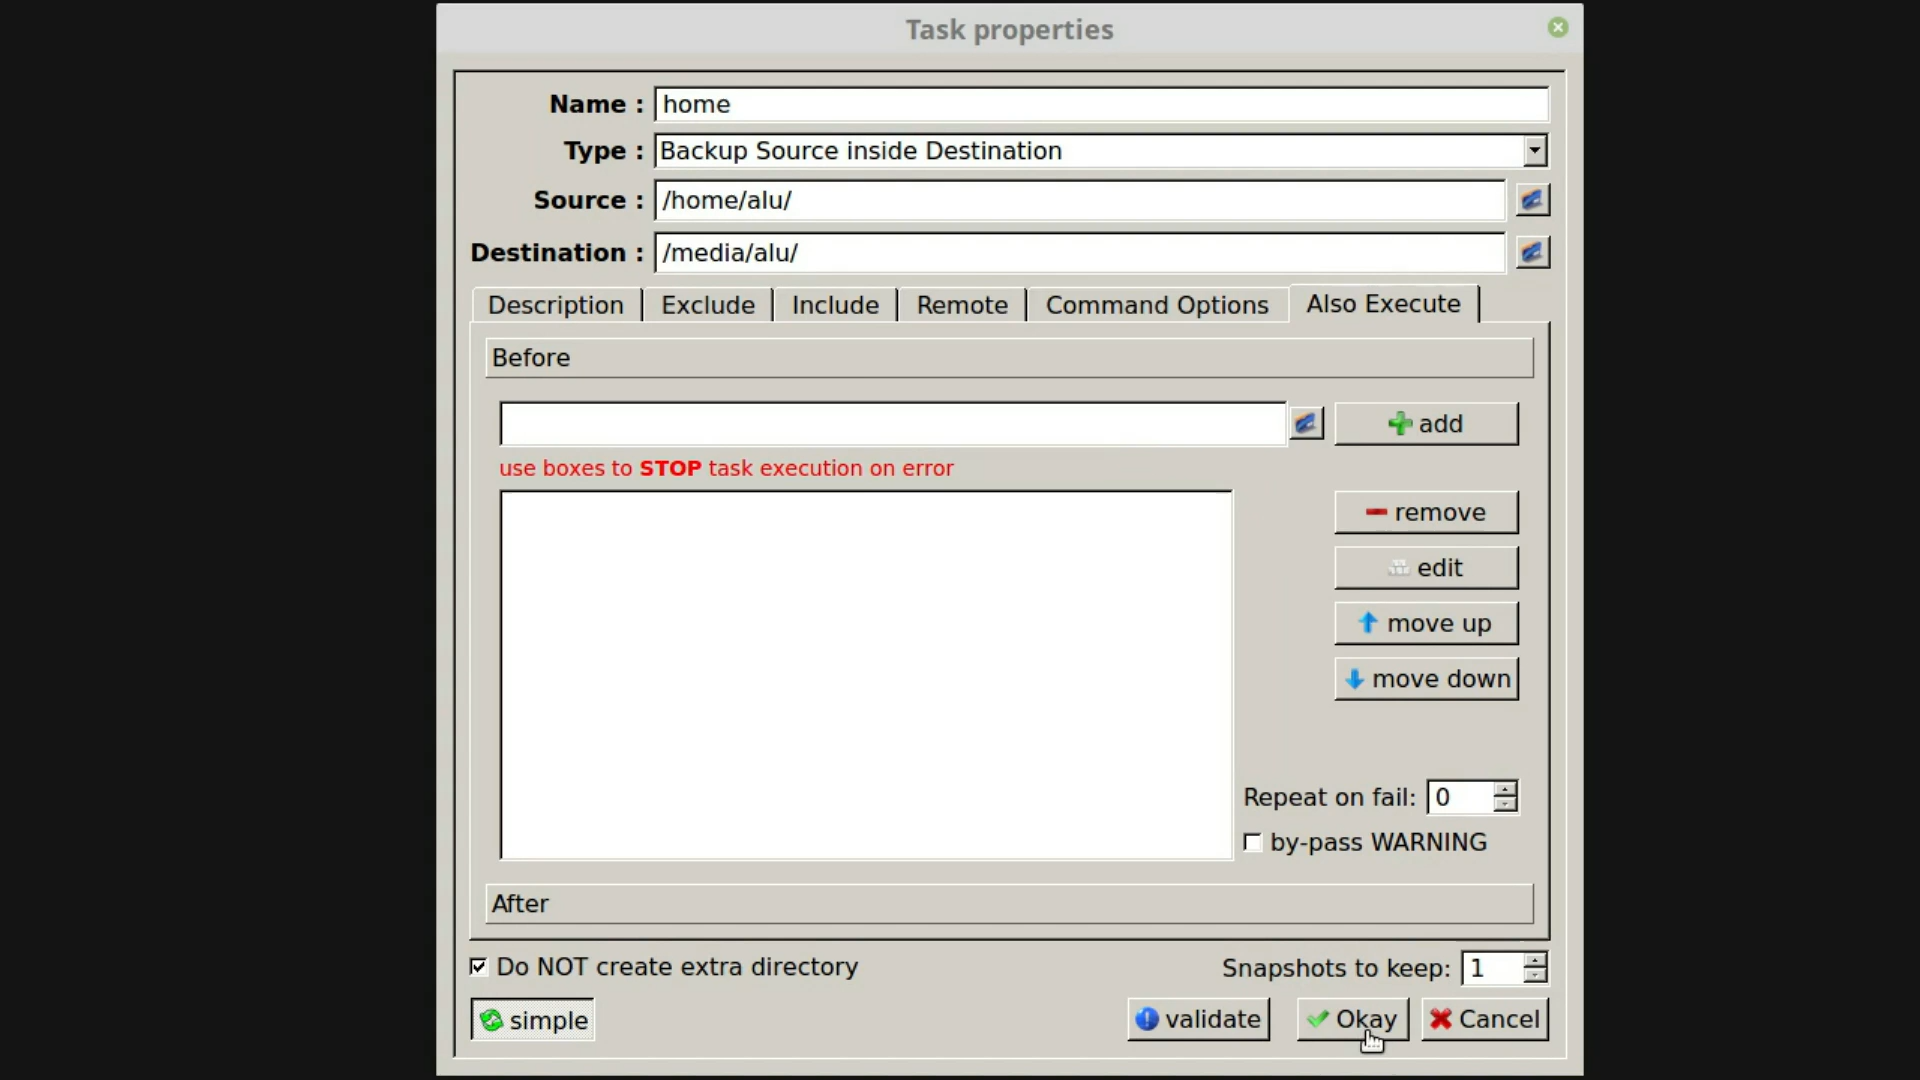 Task properties
Name : home
Type : Backup Source inside Destination
Source : /home/alu/
Destination : /media/alu/
Description Exclude Include Remote Command Options Also Execute
Before
add
use boxes to STOP task execution on error
remove
edit
move up
move down
Repeat on fail: 0
by-pass WARNING
After
Do NOT create extra directory Snapshots to keep: 1
simple validate Okay Cancel